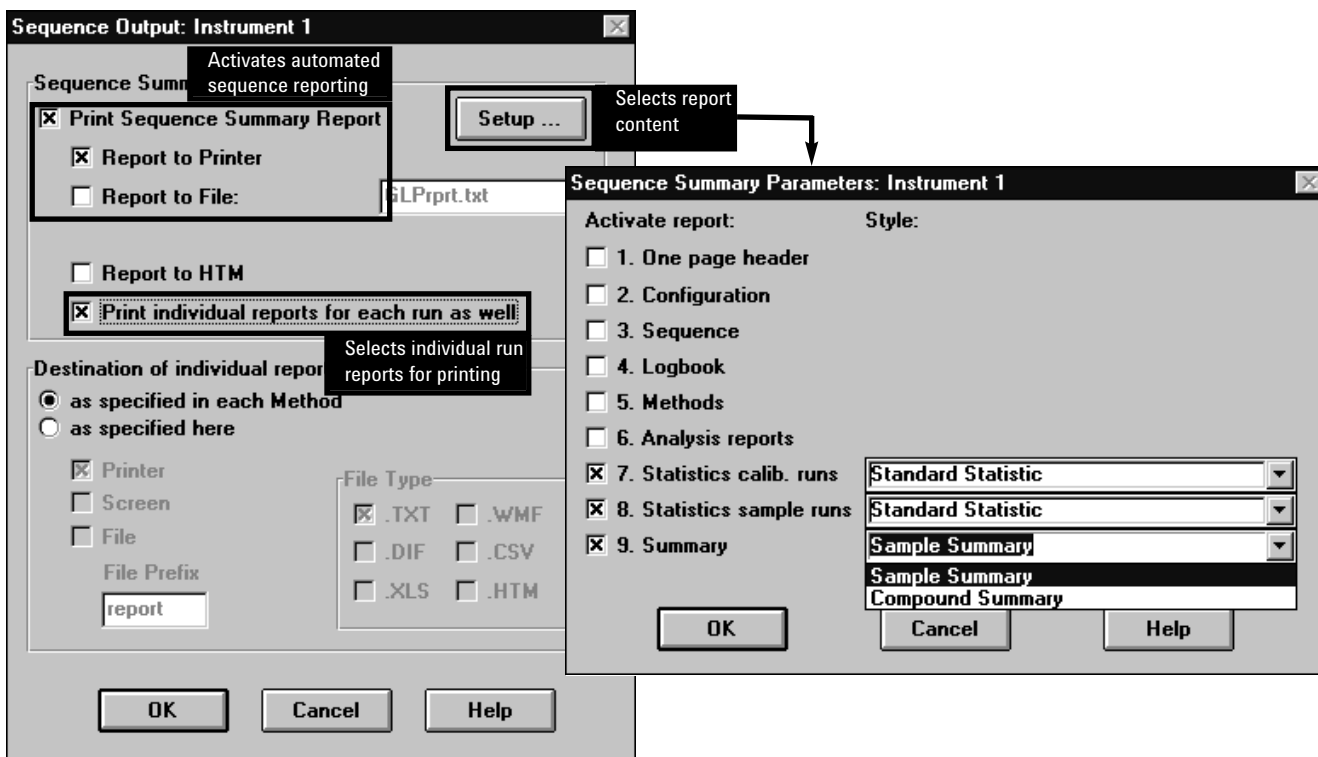 Sequence Output: Instrument 1
Activates automated
sequence reporting
Sequence Summ
Print Sequence Summary Report
Setup ...
Selects report
content
Report to Printer
Report to File:
GLPrprt.txt
Report to HTM
Print individual reports for each run as well
Selects individual run
reports for printing
Destination of individual repor
as specified in each Method
as specified here
Printer
Screen
File
File Prefix
report
File Type
.TXT .WMF
.DIF .CSV
.XLS .HTM
OK Cancel Help
Sequence Summary Parameters: Instrument 1
Activate report: Style:
1. One page header
2. Configuration
3. Sequence
4. Logbook
5. Methods
6. Analysis reports
7. Statistics calib. runs Standard Statistic
8. Statistics sample runs Standard Statistic
9. Summary Sample Summary
Sample Summary
Compound Summary
OK Cancel Help